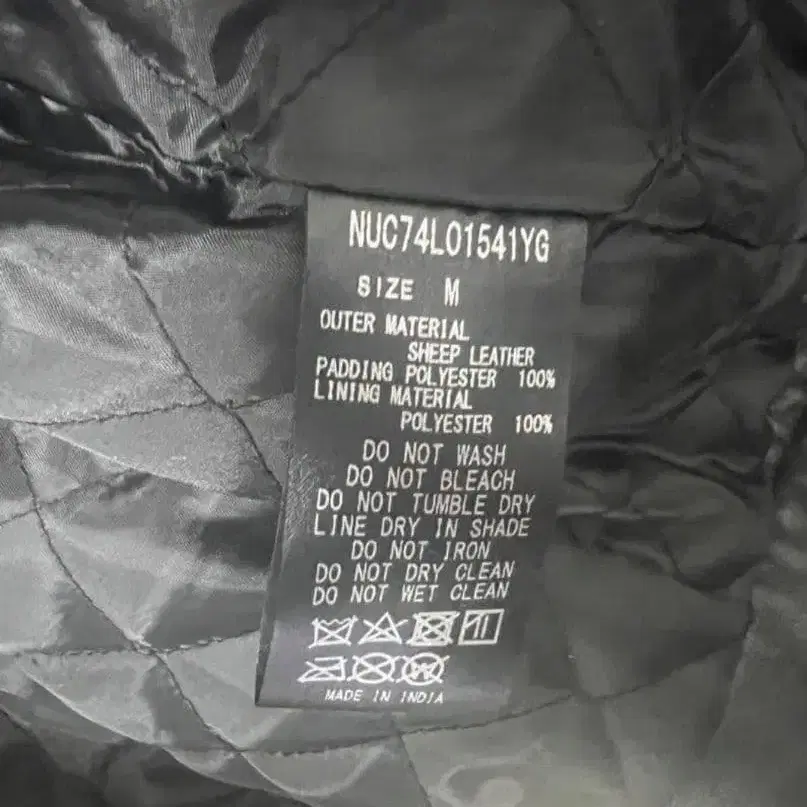 NUC74L01541YG
SIZE M
OUTER MATERIAL
SHEEP LEATHER
PADDING POLYESTER 100%
LINING MATERIAL
POLYESTER 100%
DO NOT WASH
DO NOT BLEACH
DO NOT TUMBLE DRY
LINE DRY IN SHADE
DO NOT IRON
DO NOT DRY CLEAN
DO NOT WET CLEAN
MADE IN INDIA